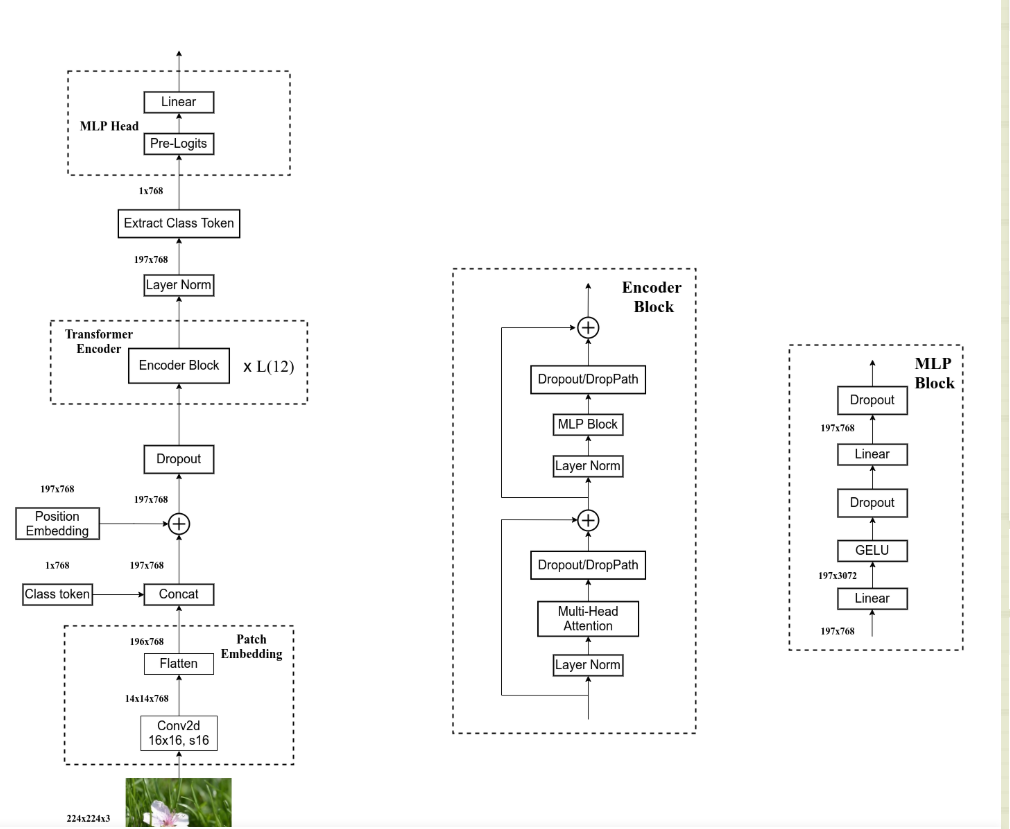 Linear
MLP Head
Pre-Logits
1x768
Extract Class Token
197x768
Layer Norm
Transformer
Encoder
Encoder Block
x L(12)
Dropout
197x768
197x768
Position
Embedding
1x768
197x768
Class token
Concat
Patch
Embedding
196x768
Flatten
14x14x768
Conv2d
16x16, s16
224x224x3
Encoder
Block
Dropout/DropPath
MLP Block
Layer Norm
Dropout/DropPath
Multi-Head
Attention
Layer Norm
MLP
Block
Dropout
197x768
Linear
Dropout
GELU
197x3072
Linear
197x768